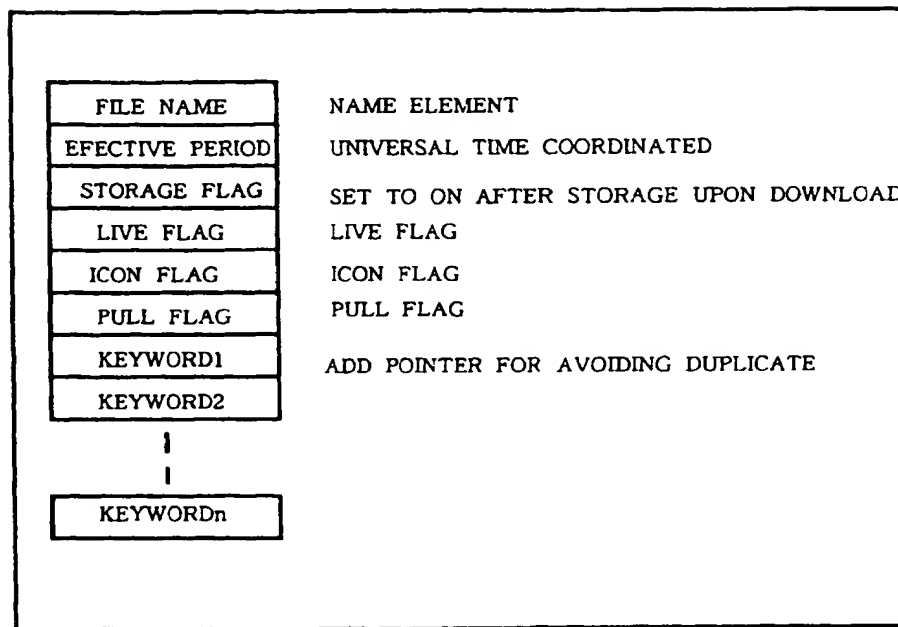 FILE NAME NAME ELEMENT
EFECTIVE PERIOD UNIVERSAL TIME COORDINATED
STORAGE FLAG SET TO ON AFTER STORAGE UPON DOWNLOAD
LIVE FLAG LIVE FLAG
ICON FLAG ICON FLAG
PULL FLAG PULL FLAG
KEYWORD1 ADD POINTER FOR AVOIDING DUPLICATE
KEYWORD2
KEYWORDn